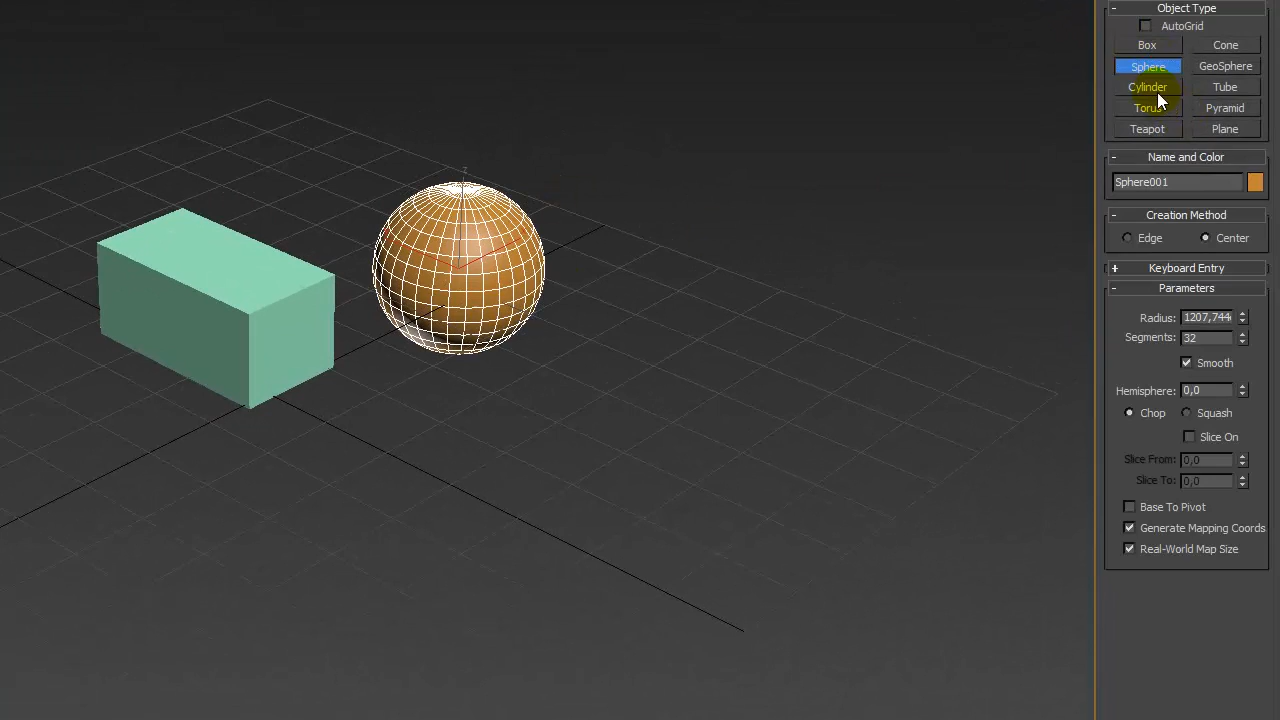 - Object Type
AutoGrid
Box Cone
Sphere GeoSphere
Cylinder Tube
Torus Pyramid
Teapot Plane
- Name and Color
Sphere001
- Creation Method
Edge Center
+ Keyboard Entry
- Parameters
Radius: 1207,744
Segments: 32
Smooth
Hemisphere: 0,0
Chop Squash
Slice On
Slice From: 0,0
Slice To: 0,0
Base To Pivot
Generate Mapping Coords
Real-World Map Size
z